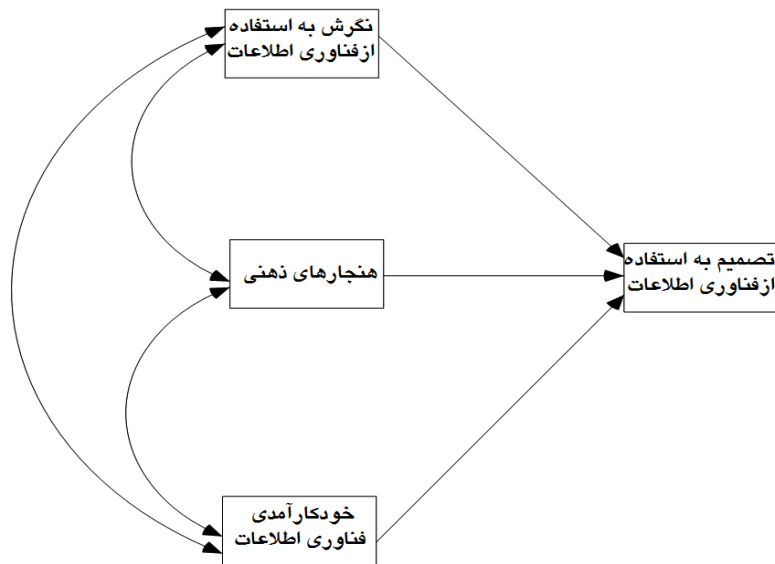 نگرش به استفاده
ازفناوری اطلاعات
هنجارهای ذهنی
تصمیم به استفاده
ازفناوری اطلاعات
خودکارآمدی
فناوری اطلاعات